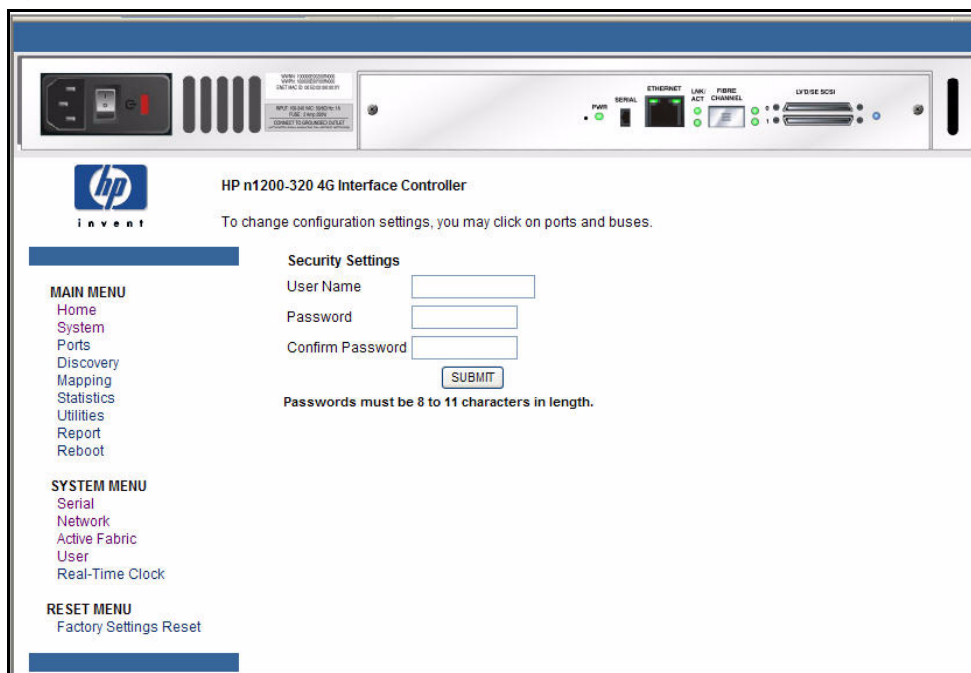 PWR
SERIAL
ETHERNET
LNK/
ACT
FIBRE
CHANNEL
0
1
LVD/SE SCSI
hp
invent
HP n1200-320 4G Interface Controller
To change configuration settings, you may click on ports and buses.
MAIN MENU
Home
System
Ports
Discovery
Mapping
Statistics
Utilities
Report
Reboot
SYSTEM MENU
Serial
Network
Active Fabric
User
Real-Time Clock
RESET MENU
Factory Settings Reset
Security Settings
User Name
Password
Confirm Password
SUBMIT
Passwords must be 8 to 11 characters in length.